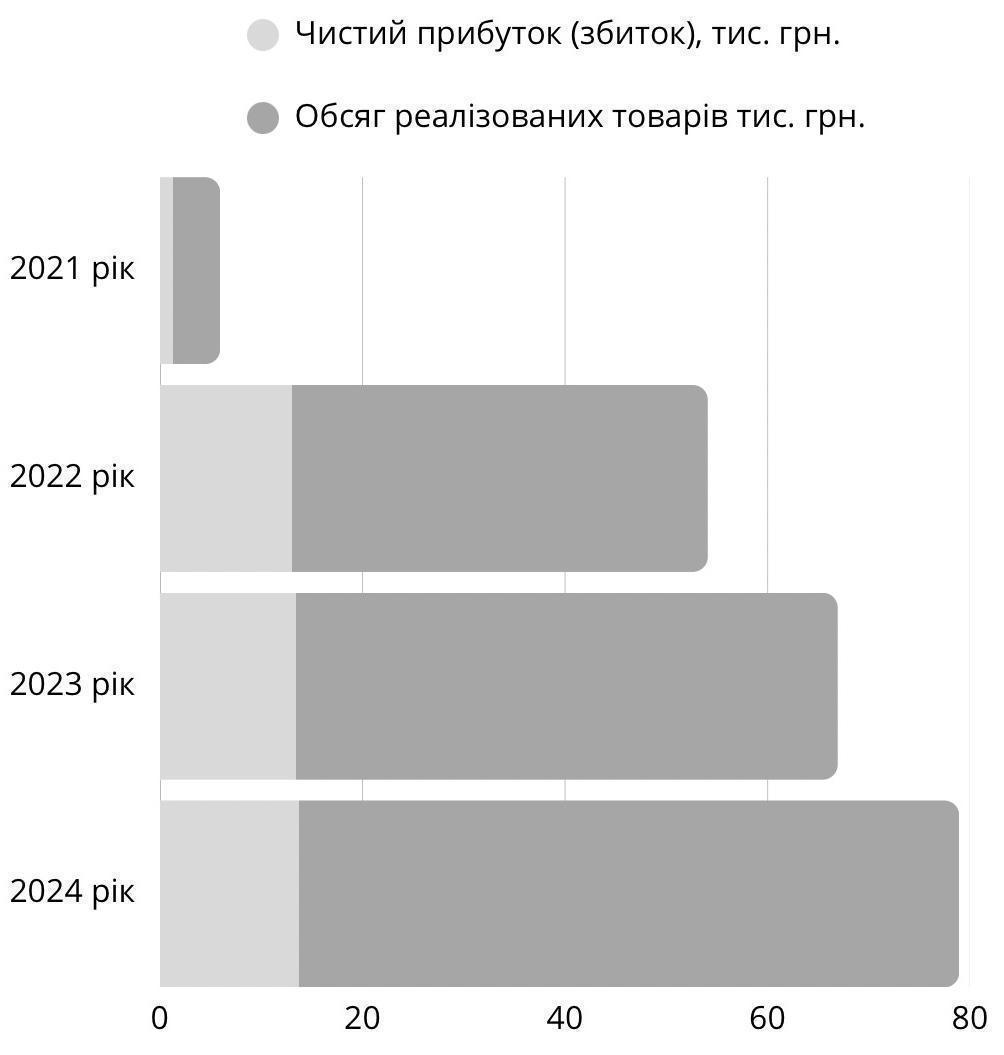 Чистий прибуток (збиток), тис. грн.
Обсяг реалізованих товарів тис. грн.
2021 рік
2022 рік
2023 рік
2024 рік
0 20 40 60 80